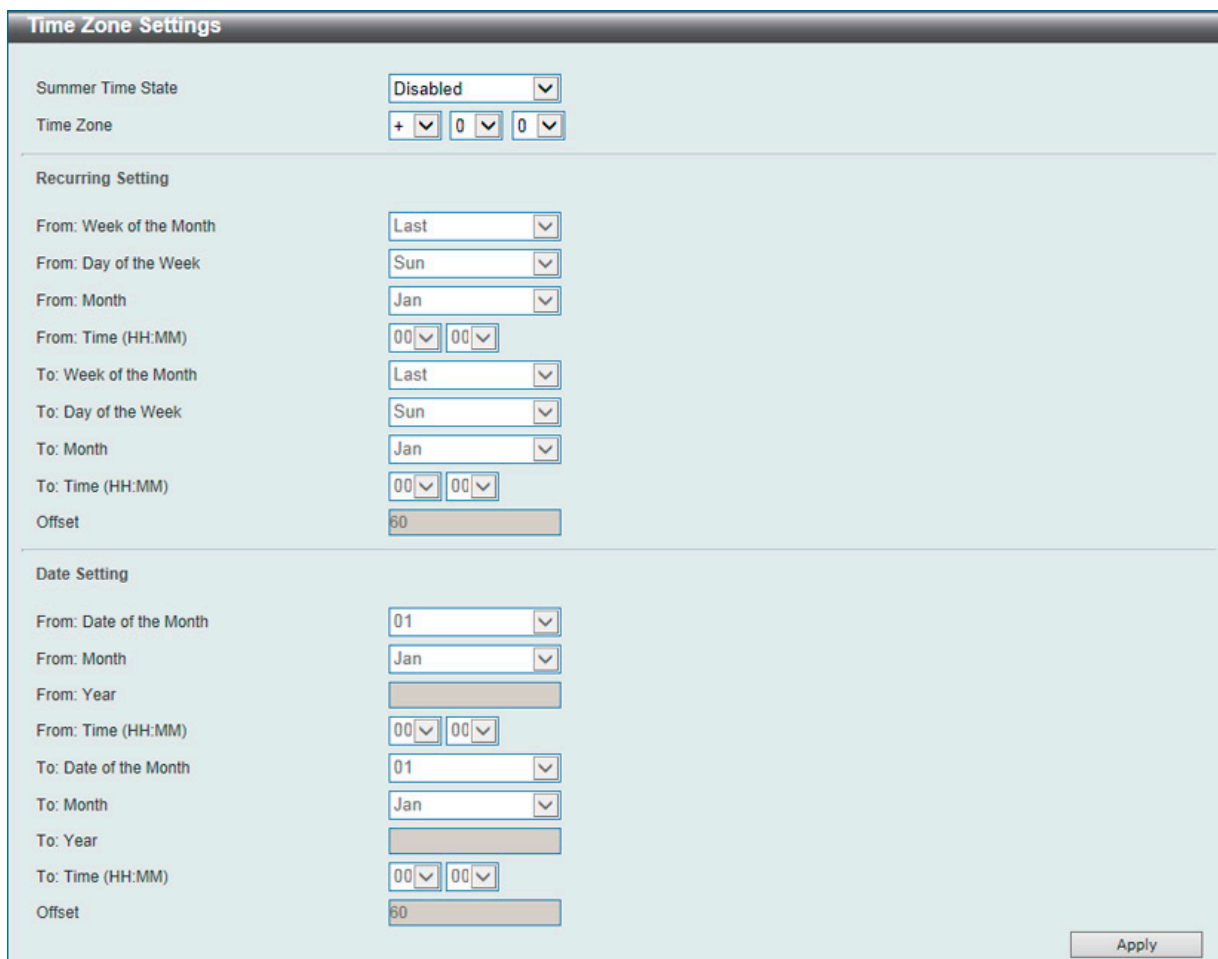 Time Zone Settings
Summer Time State Disabled
Time Zone + 0 0
Recurring Setting
From: Week of the Month Last
From: Day of the Week Sun
From: Month Jan
From: Time (HH:MM) 00 00
To: Week of the Month Last
To: Day of the Week Sun
To: Month Jan
To: Time (HH:MM) 00 00
Offset 60
Date Setting
From: Date of the Month 01
From: Month Jan
From: Year
From: Time (HH:MM) 00 00
To: Date of the Month 01
To: Month Jan
To: Year
To: Time (HH:MM) 00 00
Offset 60
Apply